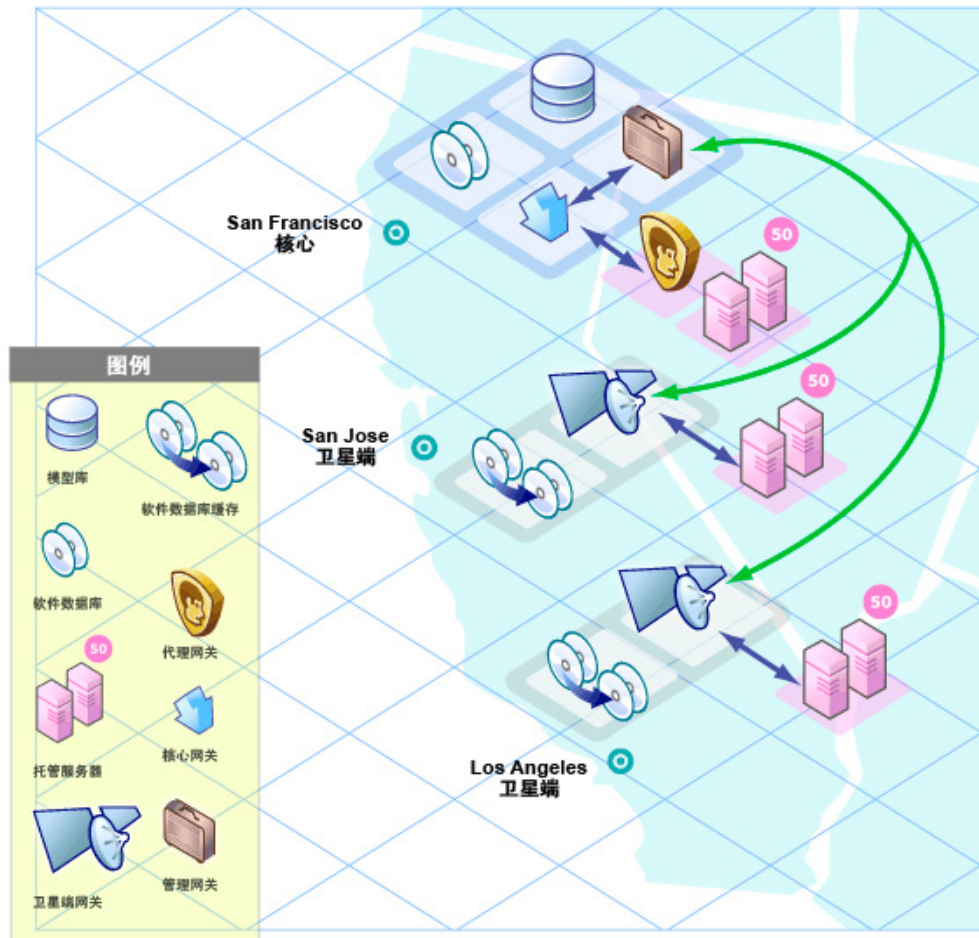 50
San Francisco
核心
50
San Jose
卫星端
50
Los Angeles
卫星端
图例
模型库
软件数据库缓存
软件数据库
代理网关
50
托管服务器
核心网关
卫星端网关
管理网关